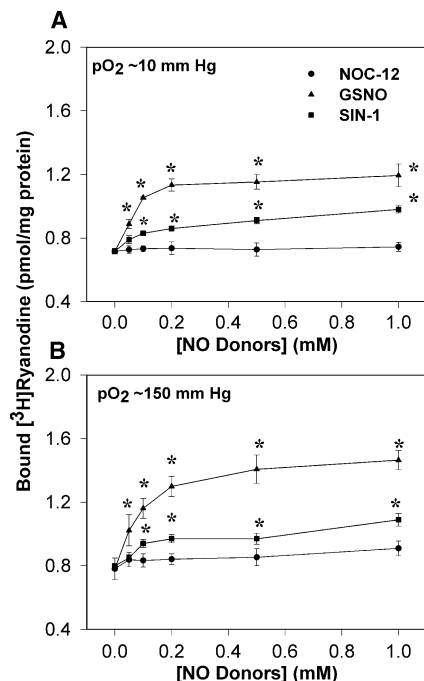 A
pO2 ~10 mm Hg
NOC-12
GSNO
SIN-1
2.0
1.6
1.2
0.8
0.4
* * * * *
* * * *
0.0 0.2 0.4 0.6 0.8 1.0
[NO Donors] (mM)
Bound [3H]Ryanodine (pmol/mg protein)
B
pO2 ~150 mm Hg
2.0
1.6
1.2
0.8
0.4
* * * * *
* * * *
0.0 0.2 0.4 0.6 0.8 1.0
[NO Donors] (mM)